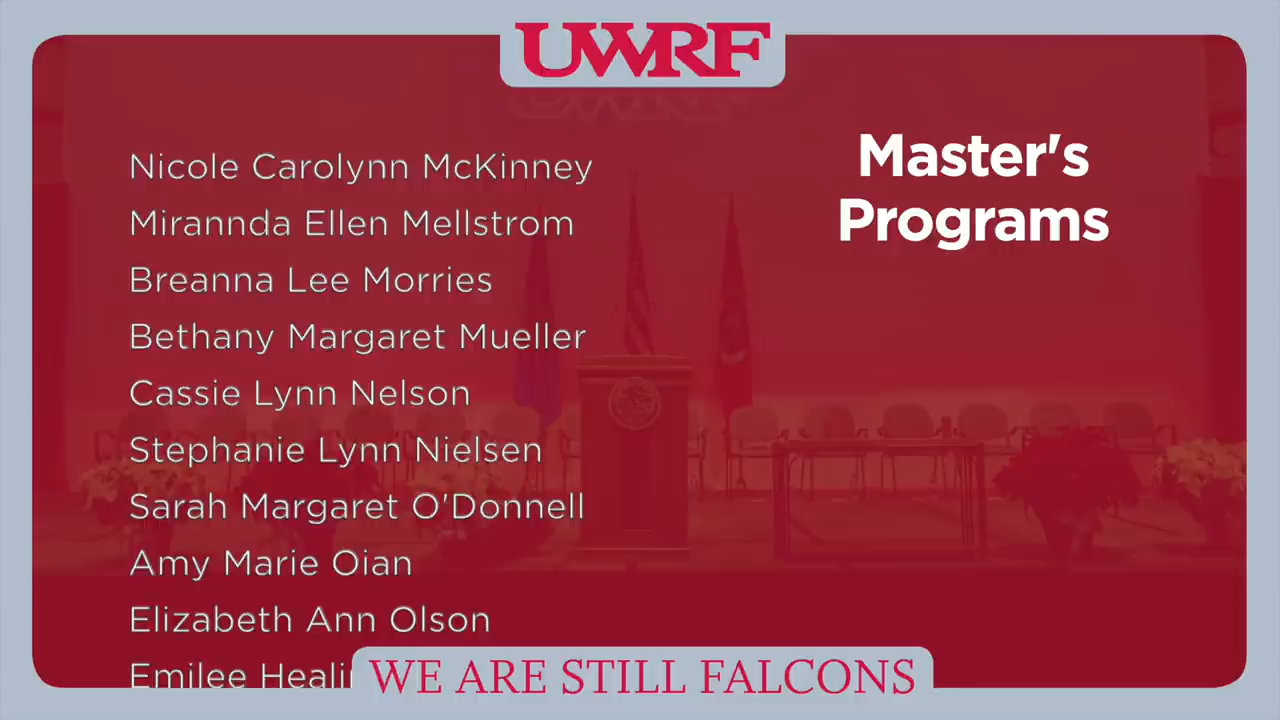 UWRF
Master's
Programs
Nicole Carolynn McKinney
Mirannda Ellen Mellstrom
Breanna Lee Morries
Bethany Margaret Mueller
Cassie Lynn Nelson
Stephanie Lynn Nielsen
Sarah Margaret O'Donnell
Amy Marie Oian
Elizabeth Ann Olson
Emilee
WE ARE STILL FALCONS